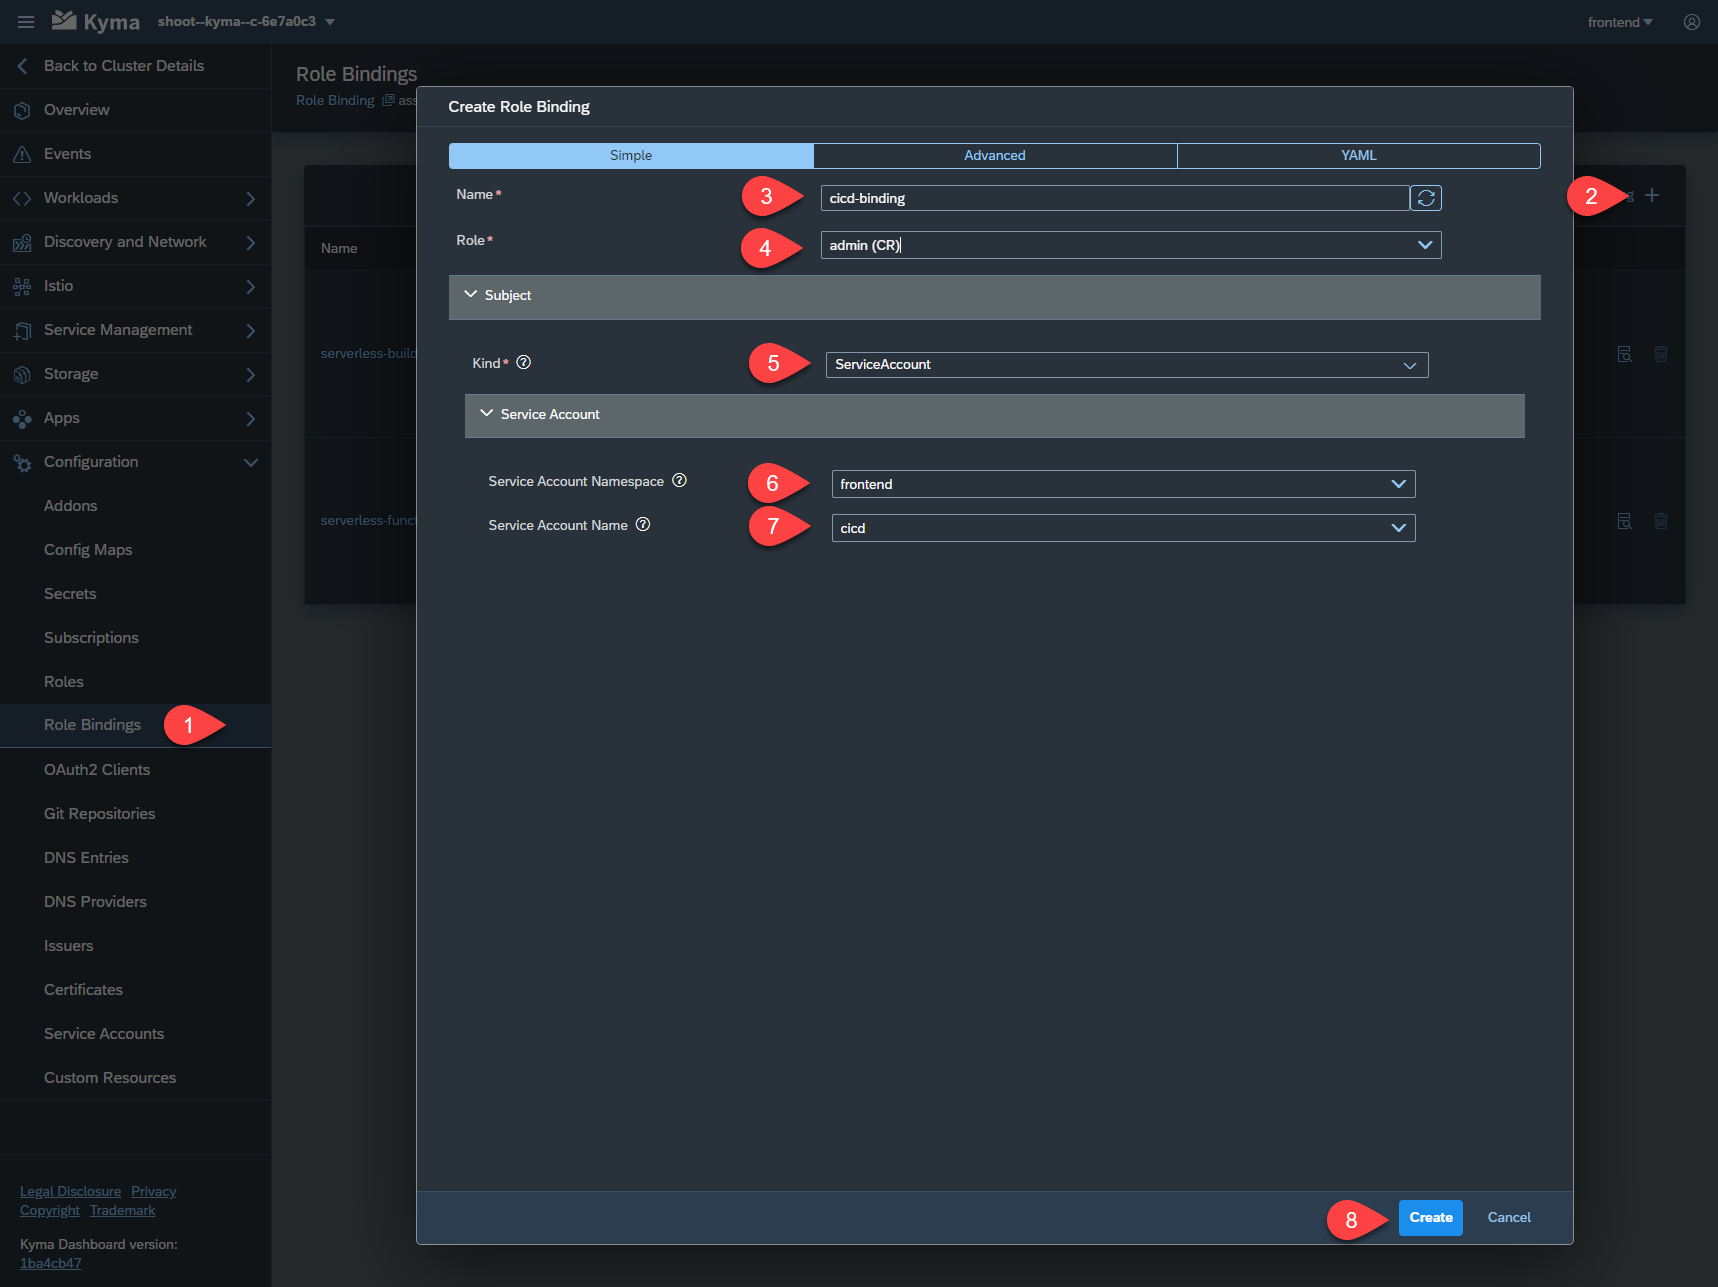 Kyma shoot--kyma--c-6e7a0c3 frontend
Back to Cluster Details
Overview
Events
Workloads
Discovery and Network
Istio
Service Management
Storage
Apps
Configuration
Addons
Config Maps
Secrets
Subscriptions
Roles
Role Bindings 1
OAuth2 Clients
Git Repositories
DNS Entries
DNS Providers
Issuers
Certificates
Service Accounts
Custom Resources
Legal Disclosure Privacy
Copyright Trademark
Kyma Dashboard version:
1ba4cb47
Role Bindings
Role Binding ass
2 g +
Name
serverless-build
serverless-funct
Create Role Binding
Simple Advanced YAML
Name* 3 cicd-binding
Role* 4 admin (CR)
Subject
Kind* ? 5 ServiceAccount
Service Account
Service Account Namespace ? 6 frontend
Service Account Name ? 7 cicd
8 Create Cancel